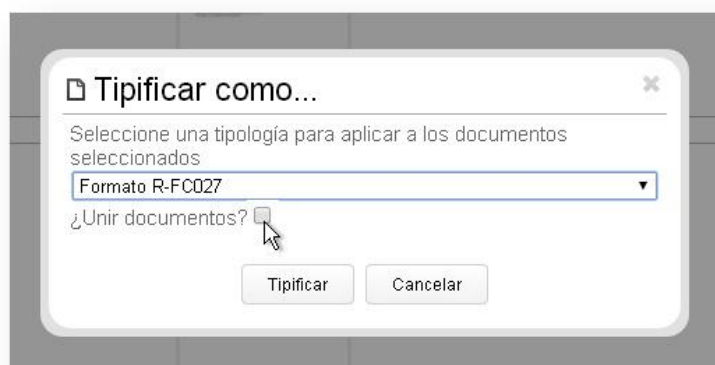 Tipificar como...
Seleccione una tipología para aplicar a los documentos
seleccionados
Formato R-FC027
¿Unir documentos?
Tipificar
Cancelar